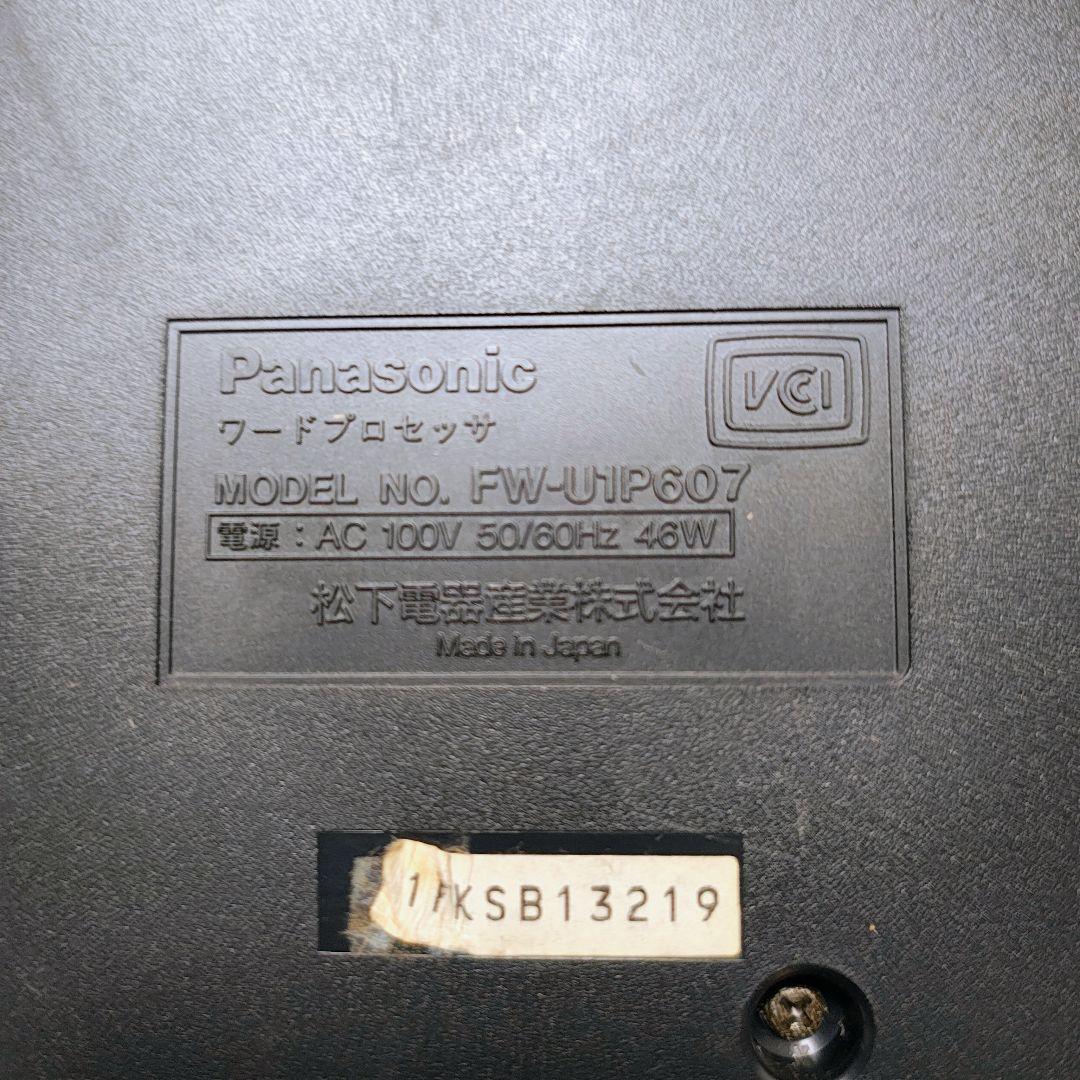 Panasonic
VCI
ワードプロセッサ
MODEL NO. FW-U1P607
電源：AC 100V 50/60Hz 46W
松下電器産業株式会社
Made in Japan
KSB13219